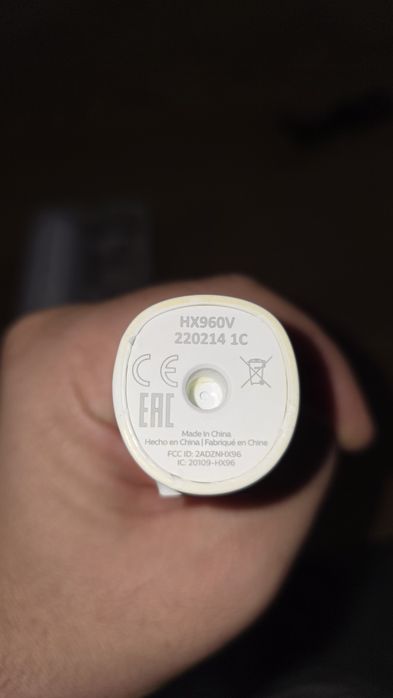 HX960V
220214 1C
CE
EAC
Made in China
Hecho en China | Fabriqué en Chine
FCC ID: 2ADZNHX96
IC: 20109-HX96